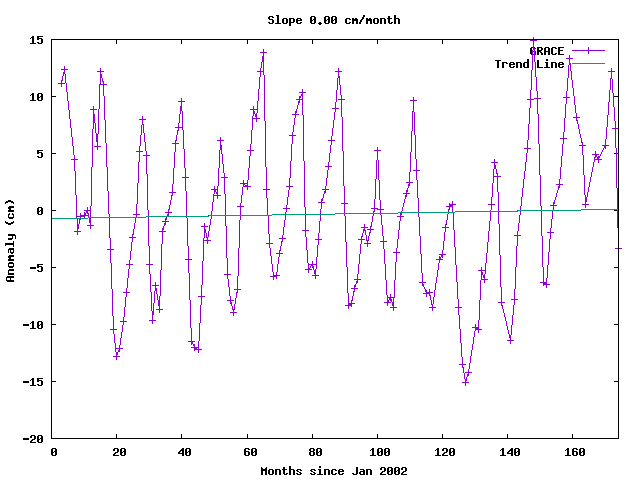 Slope 0.00 cm/month
GRACE
Trend Line
15
10
5
0
-5
-10
-15
-20
Anomaly (cm)
0 20 40 60 80 100 120 140 160
Months since Jan 2002